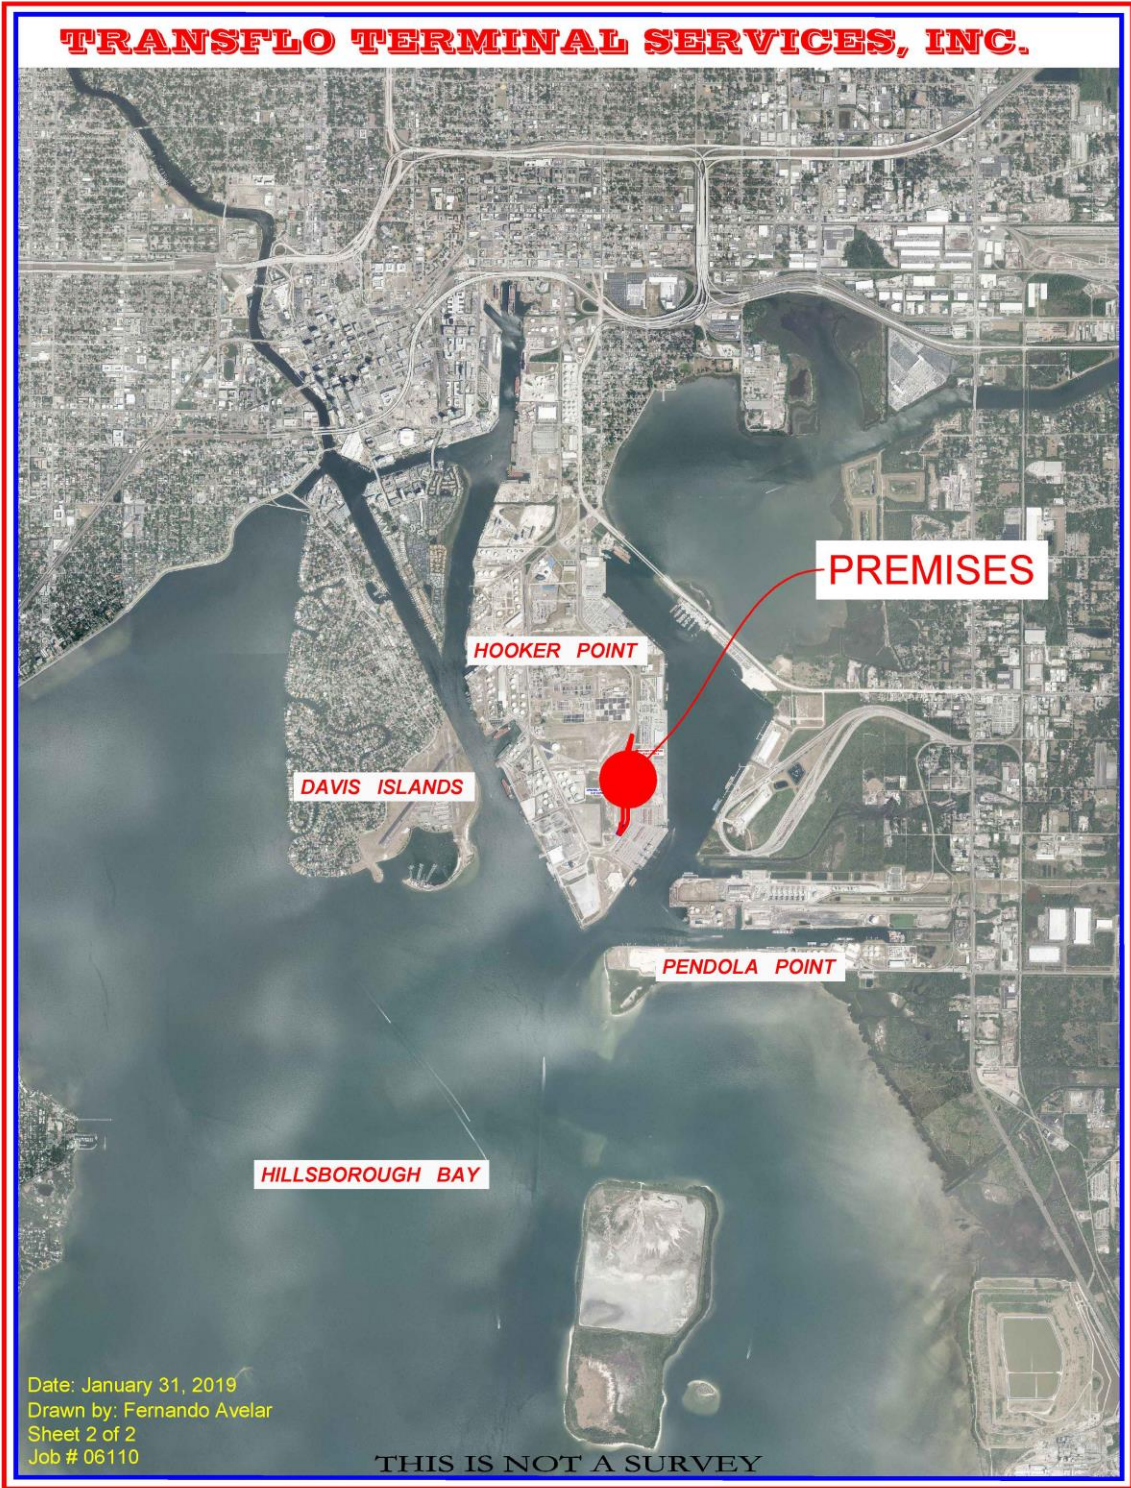 TRANSFLO TERMINAL SERVICES, INC.
PREMISES
HOOKER POINT
DAVIS ISLANDS
PENDOLA POINT
HILLSBOROUGH BAY
Date: January 31, 2019
Drawn by: Fernando Avelar
Sheet 2 of 2
Job # 06110
THIS IS NOT A SURVEY